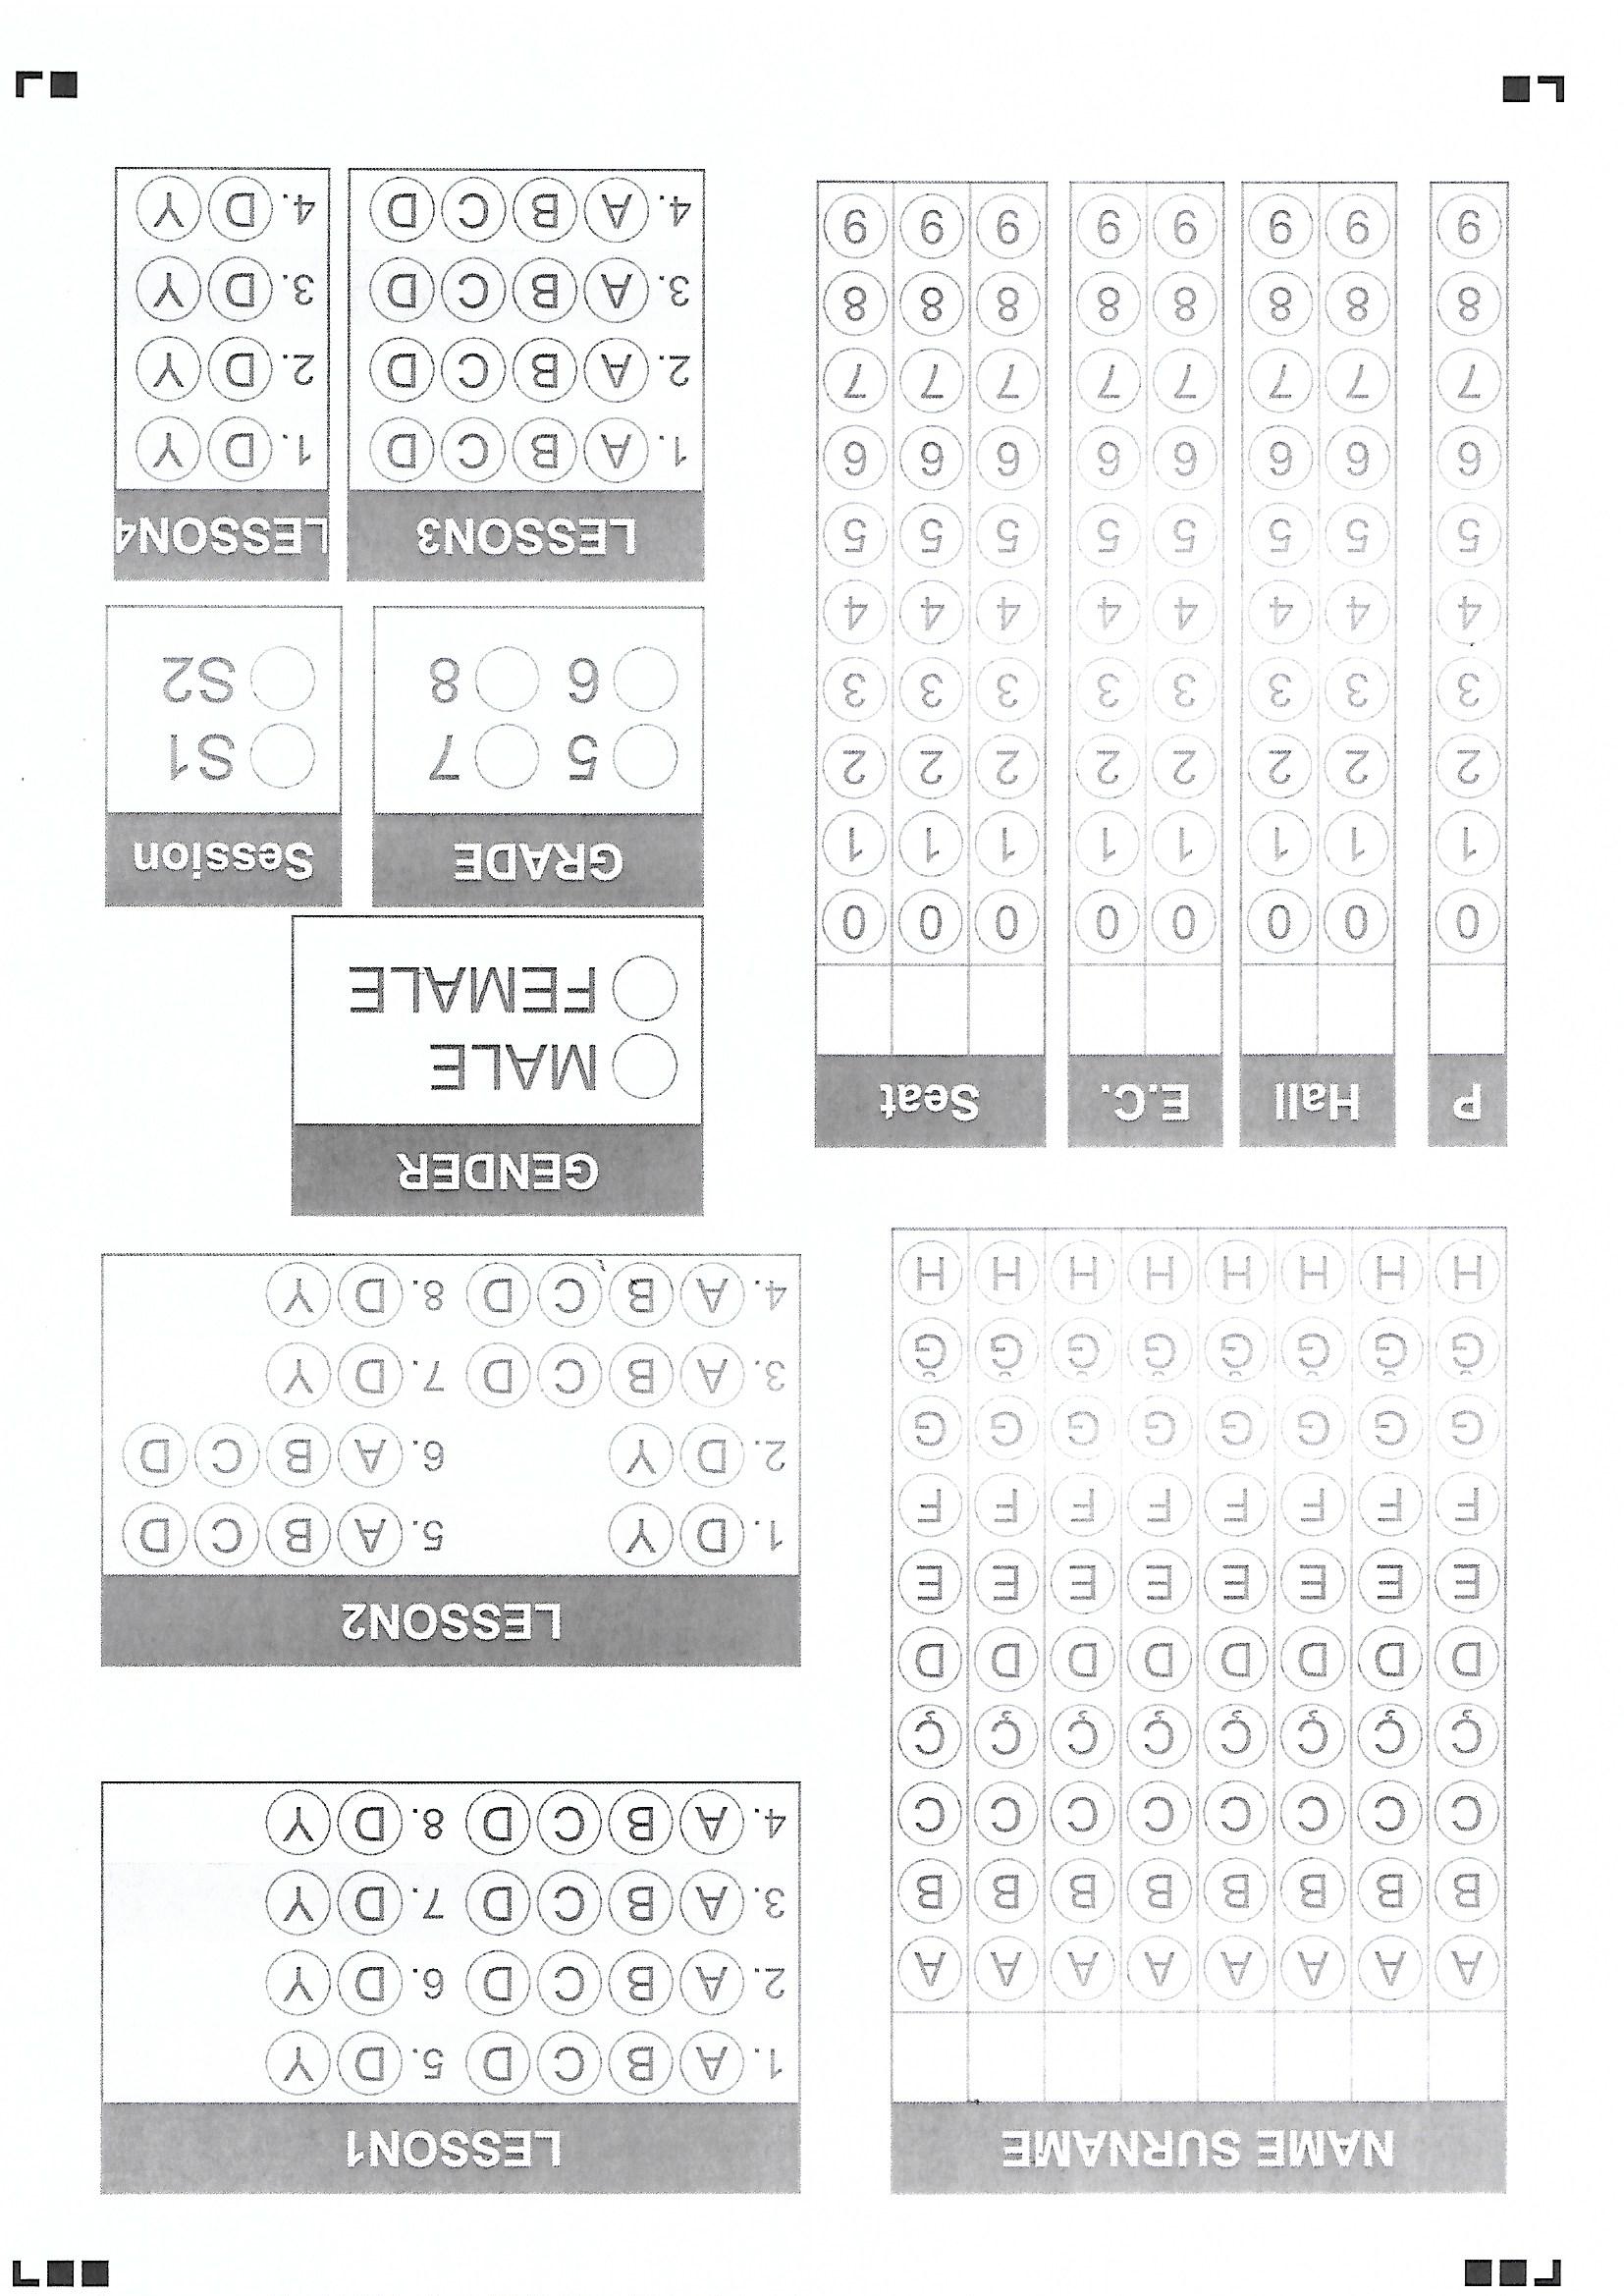 NAME SURNAME
A A A A A A A A
B B B B B B B B
C C C C C C C C
Ç Ç Ç Ç Ç Ç Ç Ç
D D D D D D D D
E E E E E E E E
F F F F F F F F
G G G G G G G G
Ğ Ğ Ğ Ğ Ğ Ğ Ğ Ğ
H H H H H H H H
LESSON1
1. A B C D 5. D Y
2. A B C D 6. D Y
3. A B C D 7. D Y
4. A B C D 8. D Y
LESSON2
1. D Y 5. A B C D
2. D Y 6. A B C D
3. A B C D 7. D Y
4. A B C D 8. D Y
P Hall E.C. Seat
0 0 0 0 0 0 0 0
1 1 1 1 1 1 1 1
2 2 2 2 2 2 2 2
3 3 3 3 3 3 3 3
4 4 4 4 4 4 4 4
5 5 5 5 5 5 5 5
6 6 6 6 6 6 6 6
7 7 7 7 7 7 7 7
8 8 8 8 8 8 8 8
9 9 9 9 9 9 9 9
GENDER
MALE
FEMALE
GRADE
5 7
6 8
Session
S1
S2
LESSON3
1. A B C D
2. A B C D
3. A B C D
4. A B C D
LESSON4
1. D Y
2. D Y
3. D Y
4. D Y